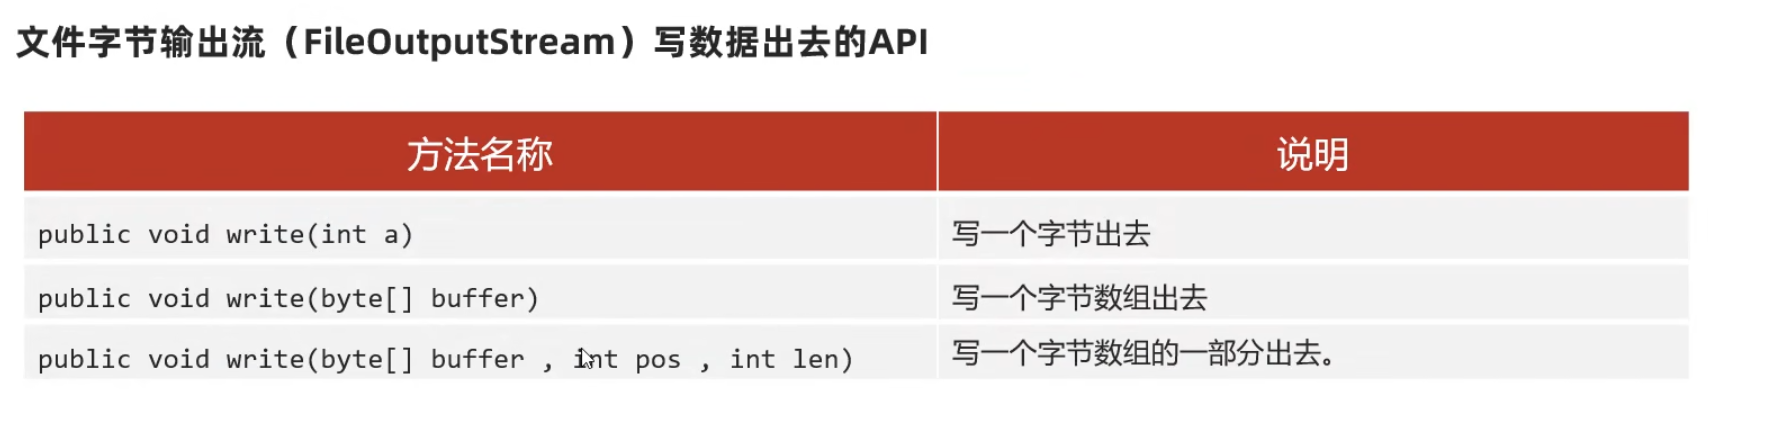 文件字节输出流（FileOutputStream）写数据出去的API
方法名称 说明
public void write(int a) 写一个字节出去
public void write(byte[] buffer) 写一个字节数组出去
public void write(byte[] buffer , int pos , int len) 写一个字节数组的一部分出去。